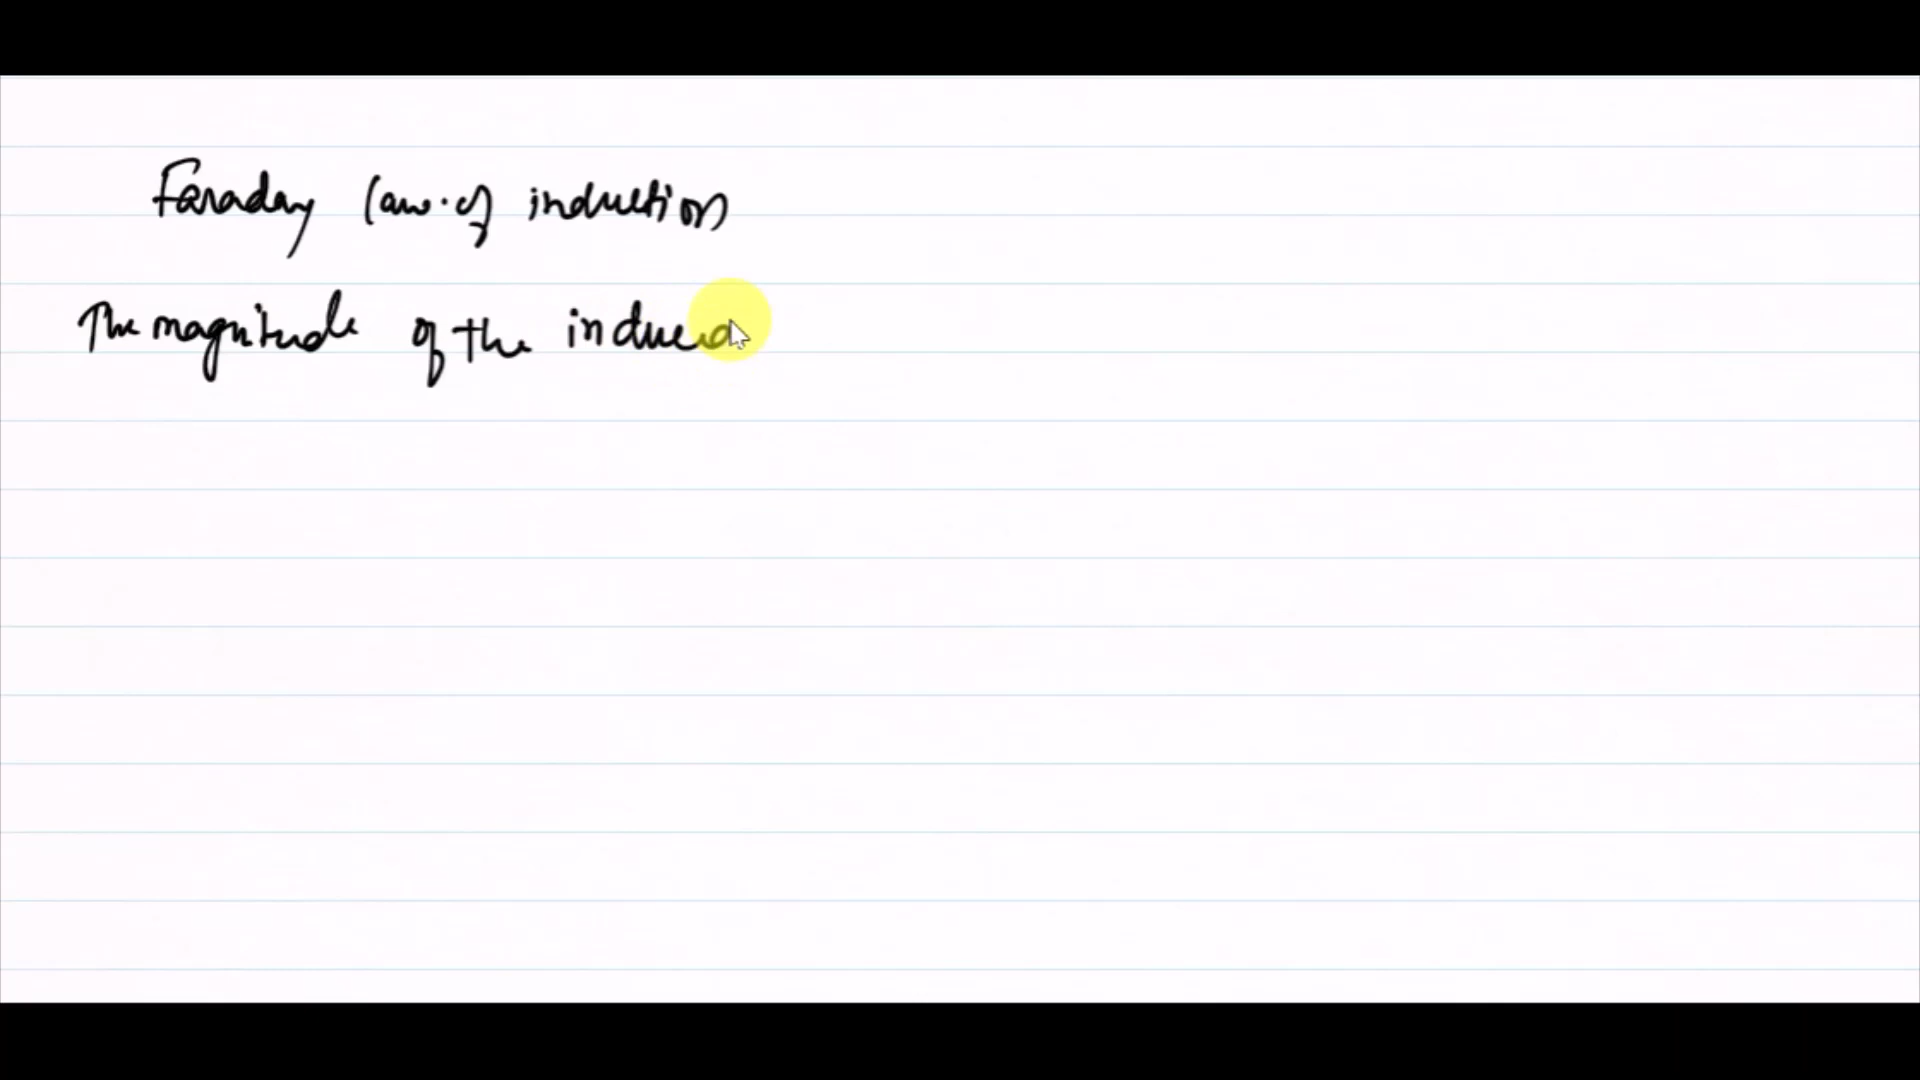 Faraday law of induction
The magnitude of the induced